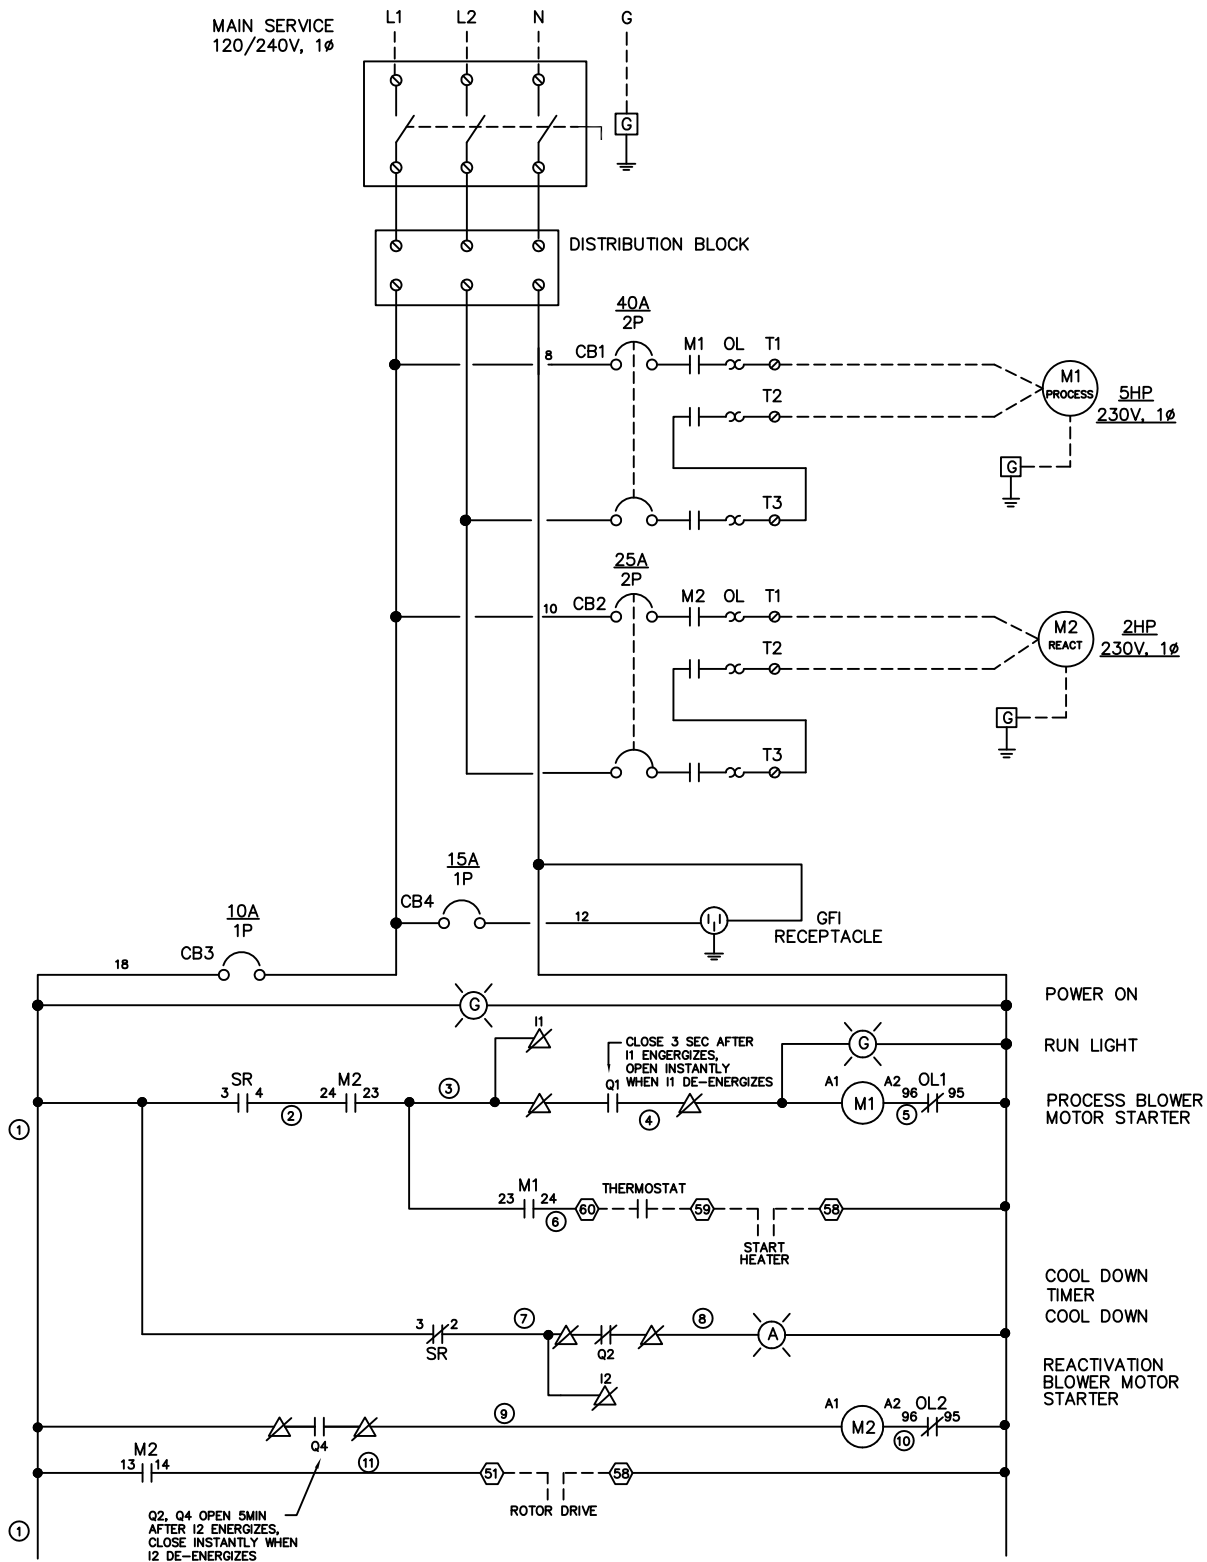 L1 L2 N G
MAIN SERVICE
120/240V, 1ø
G
DISTRIBUTION BLOCK
40A
2P
8 CB1 M1 OL T1
M1
PROCESS
5HP
230V, 1ø
T2
G
T3
25A
2P
10 CB2 M2 OL T1
M2
REACT
2HP
230V, 1ø
T2
G
T3
15A
1P
CB4
12
GFI
RECEPTACLE
10A
1P
CB3
18
G
POWER ON
I1
CLOSE 3 SEC AFTER
I1 ENGERGIZES,
OPEN INSTANTLY
WHEN I1 DE-ENERGIZES
G
RUN LIGHT
1
SR
3 4
2
M2
24 23
3
Q1
4
A1 M1 A2
OL1
96 95
5
PROCESS BLOWER
MOTOR STARTER
M1
23 24
6
60
THERMOSTAT
59
58
START
HEATER
COOL DOWN
TIMER
COOL DOWN
3 2
SR
7
Q2
8
A
I2
REACTIVATION
BLOWER MOTOR
STARTER
Q4
9
A1 M2 A2
OL2
96 95
10
M2
13 14
11
51
58
ROTOR DRIVE
1
Q2, Q4 OPEN 5MIN
AFTER I2 ENERGIZES,
CLOSE INSTANTLY WHEN
I2 DE-ENERGIZES